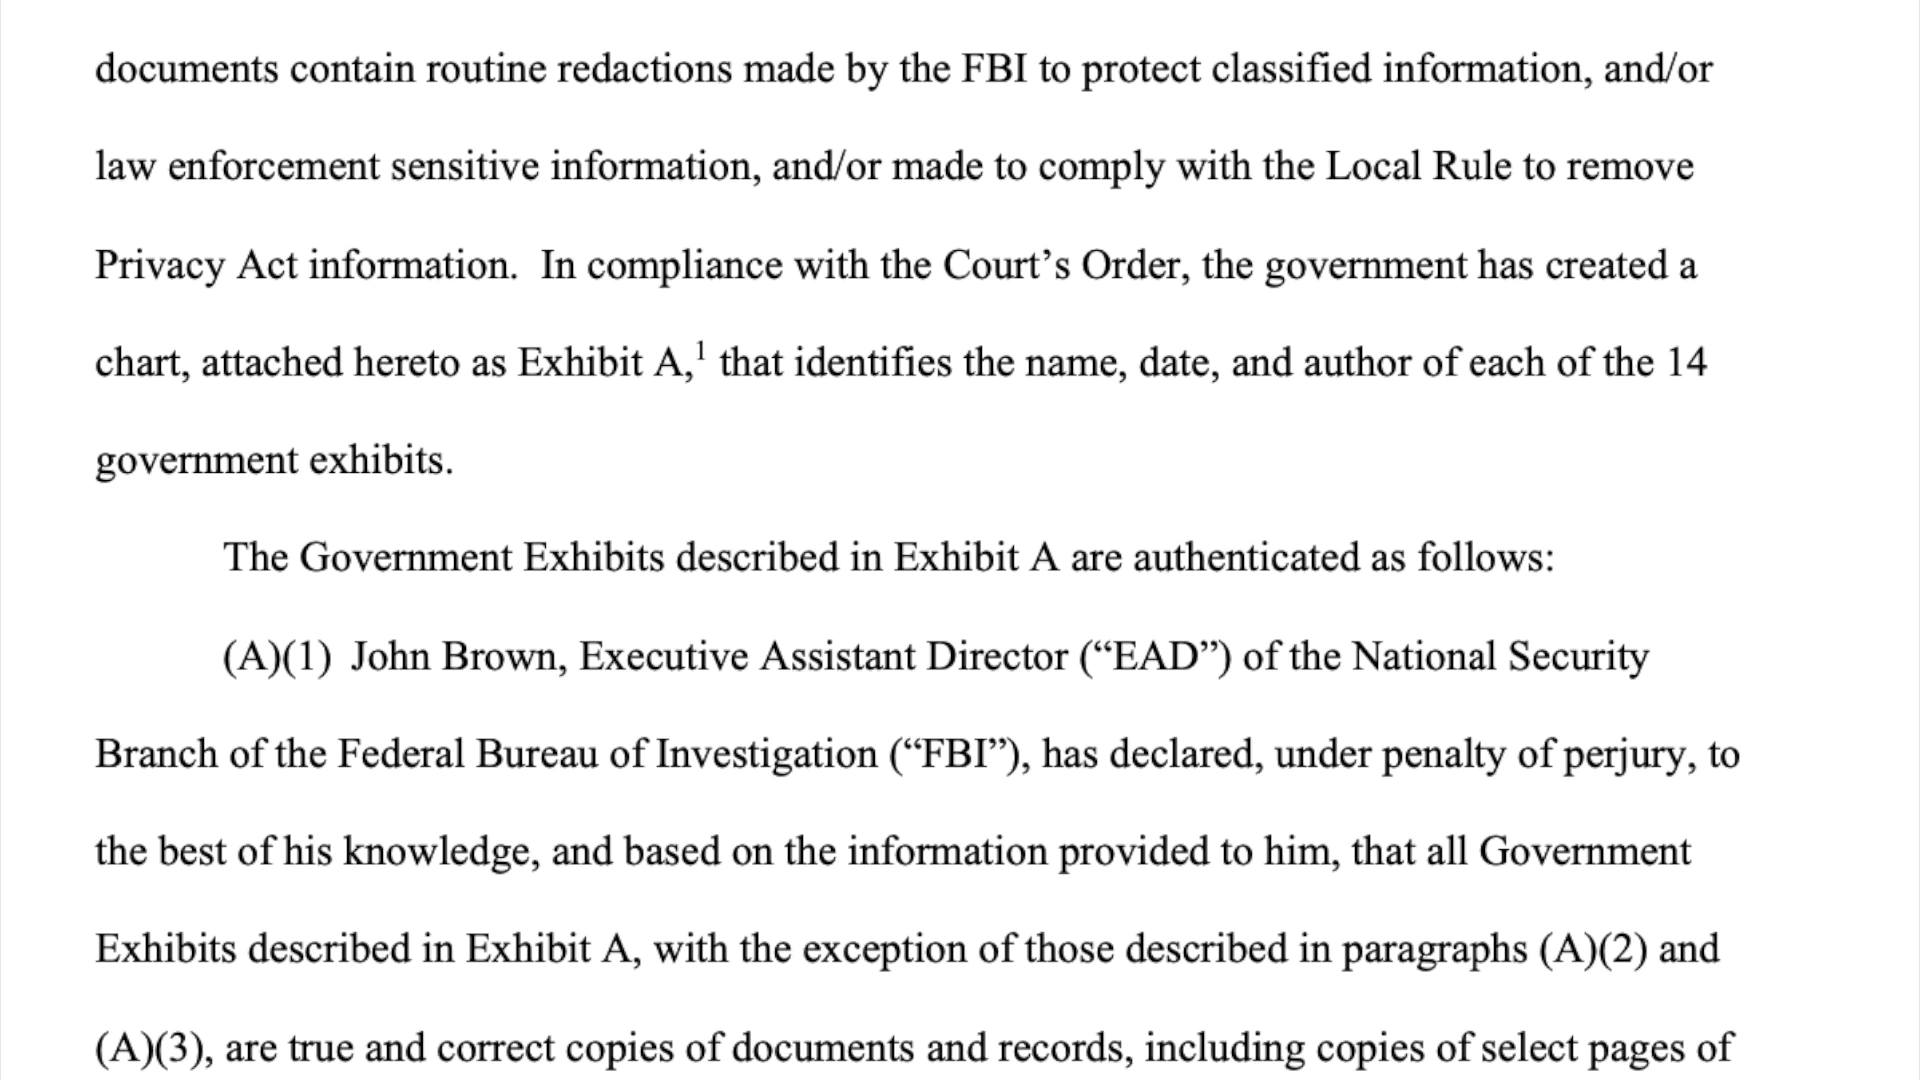 documents contain routine redactions made by the FBI to protect classified information, and/or
law enforcement sensitive information, and/or made to comply with the Local Rule to remove
Privacy Act information.  In compliance with the Court’s Order, the government has created a
chart, attached hereto as Exhibit A,¹ that identifies the name, date, and author of each of the 14
government exhibits.
The Government Exhibits described in Exhibit A are authenticated as follows:
(A)(1)  John Brown, Executive Assistant Director (“EAD”) of the National Security
Branch of the Federal Bureau of Investigation (“FBI”), has declared, under penalty of perjury, to
the best of his knowledge, and based on the information provided to him, that all Government
Exhibits described in Exhibit A, with the exception of those described in paragraphs (A)(2) and
(A)(3), are true and correct copies of documents and records, including copies of select pages of